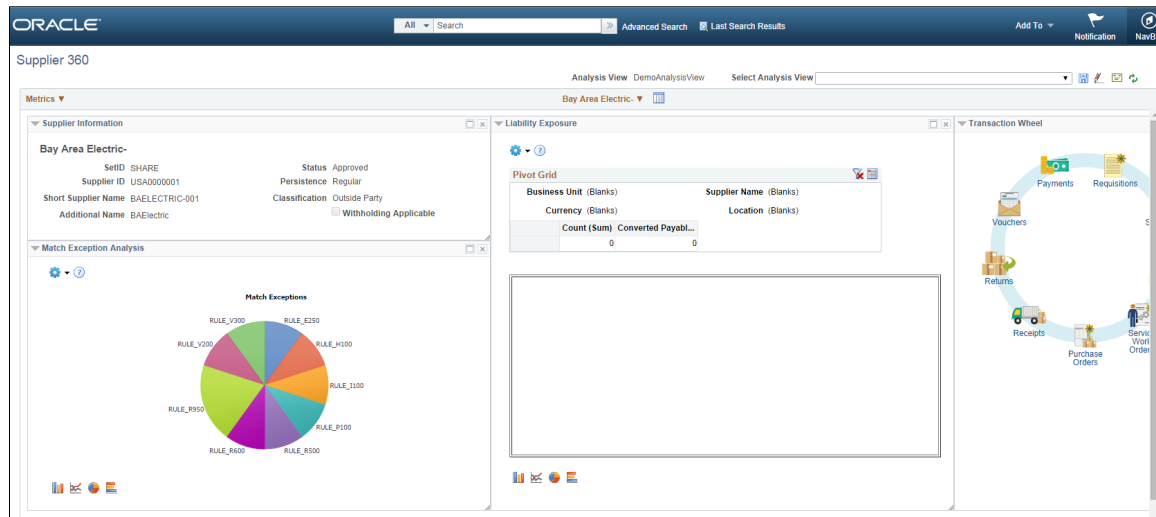 ORACLE
All Search Advanced Search Last Search Results Add To
Notification
Supplier 360
Analysis View DemoAnalysisView Select Analysis View
Metrics Bay Area Electric-
Supplier Information
Bay Area Electric-
SetID SHARE Status Approved
Supplier ID USA0000001 Persistence Regular
Short Supplier Name BAELECTRIC-001 Classification Outside Party
Additional Name BAElectric Withholding Applicable
Match Exception Analysis
Match Exceptions
RULE_V300 RULE_E250
RULE_V200 RULE_H100
RULE_I100
RULE_R950
RULE_P100
RULE_R600 RULE_R500
Liability Exposure
Pivot Grid
Business Unit (Blanks) Supplier Name (Blanks)
Currency (Blanks) Location (Blanks)
Count (Sum) Converted Payabl...
0 0
Transaction Wheel
Payments Requisitions
Vouchers
Returns
Receipts
Purchase
Orders